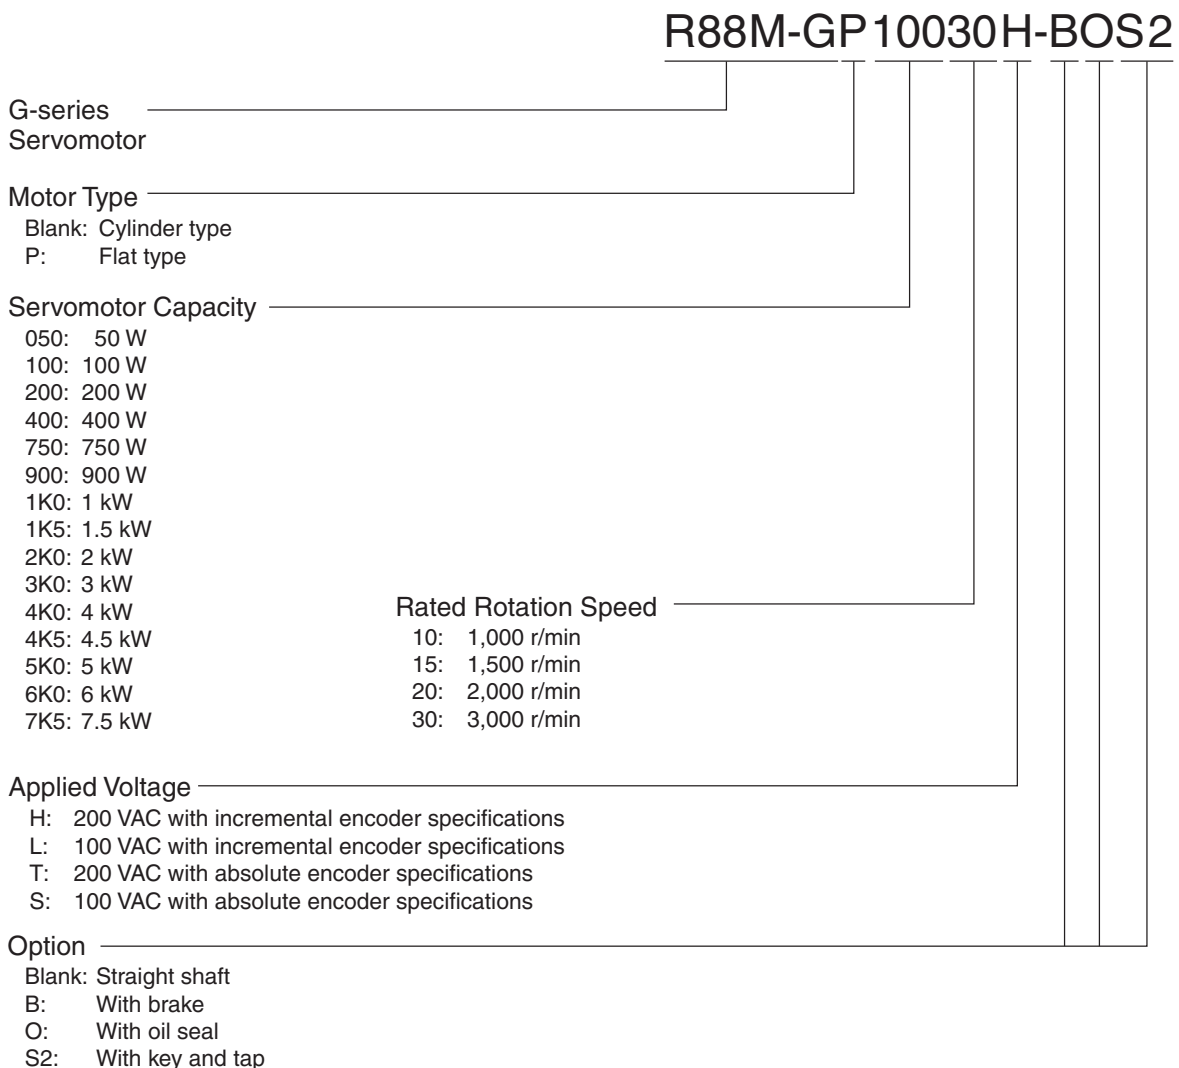 R88M-GP10030H-BOS2
G-series
Servomotor
Motor Type
Blank: Cylinder type
P: Flat type
Servomotor Capacity
050: 50 W
100: 100 W
200: 200 W
400: 400 W
750: 750 W
900: 900 W
1K0: 1 kW
1K5: 1.5 kW
2K0: 2 kW
3K0: 3 kW
4K0: 4 kW
4K5: 4.5 kW
5K0: 5 kW
6K0: 6 kW
7K5: 7.5 kW
Rated Rotation Speed
10: 1,000 r/min
15: 1,500 r/min
20: 2,000 r/min
30: 3,000 r/min
Applied Voltage
H: 200 VAC with incremental encoder specifications
L: 100 VAC with incremental encoder specifications
T: 200 VAC with absolute encoder specifications
S: 100 VAC with absolute encoder specifications
Option
Blank: Straight shaft
B: With brake
O: With oil seal
S2: With key and tap